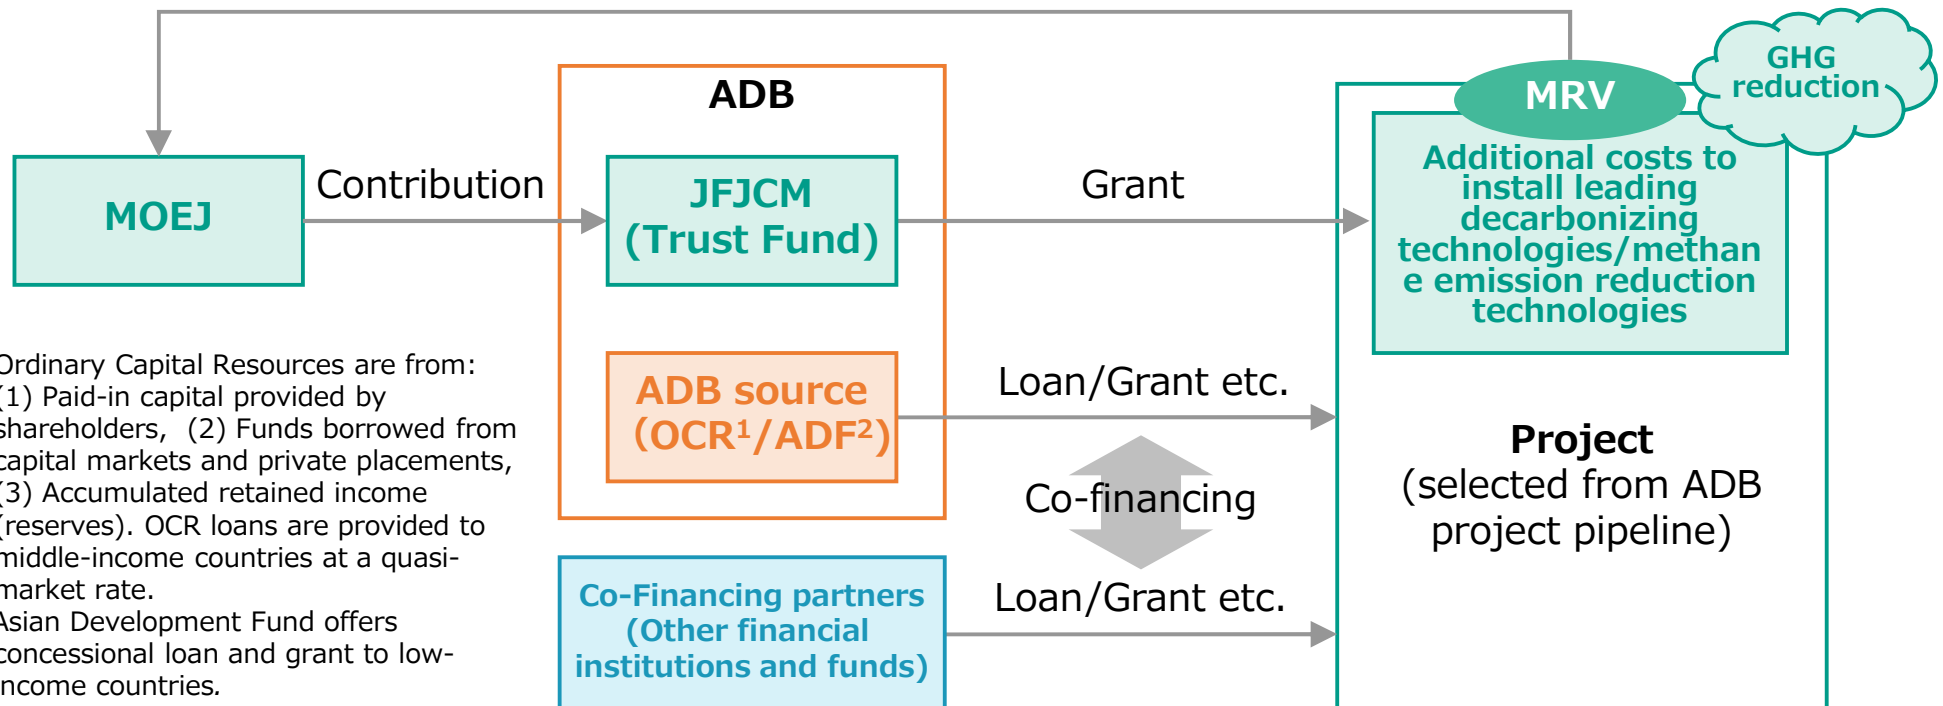 GHG
reduction
MRV
ADB
MOEJ
Contribution
JFJCM
(Trust Fund)
Grant
Additional costs to
install leading
decarbonizing
technologies/methan
e emission reduction
technologies
Ordinary Capital Resources are from:
(1) Paid-in capital provided by
shareholders, (2) Funds borrowed from
capital markets and private placements,
(3) Accumulated retained income
(reserves). OCR loans are provided to
middle-income countries at a quasi-
market rate.
Asian Development Fund offers
concessional loan and grant to low-
income countries.
ADB source
(OCR¹/ADF²)
Loan/Grant etc.
Co-financing
Co-Financing partners
(Other financial
institutions and funds)
Loan/Grant etc.
Project
(selected from ADB
project pipeline)